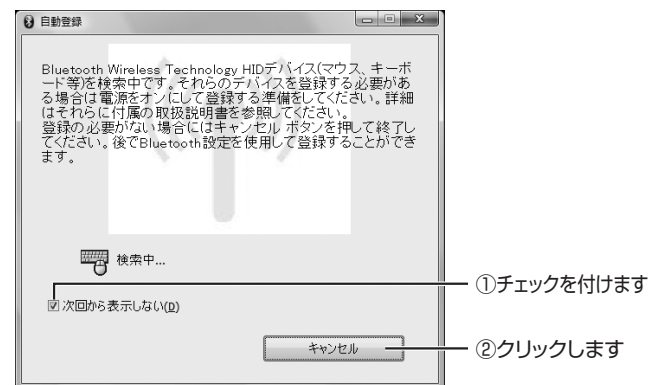 自動登録
Bluetooth Wireless Technology HIDデバイス(マウス、キーボ
ード等)を検索中です。それらのデバイスを登録する必要があ
る場合は電源をオンにして登録する準備をしてください。詳細
はそれらに付属の取扱説明書を参照してください。
登録の必要がない場合にはキャンセル ボタンを押して終了し
てください。後でBluetooth設定を使用して登録することができ
ます。
検索中...
①チェックを付けます
次回から表示しない(D)
キャンセル
②クリックします